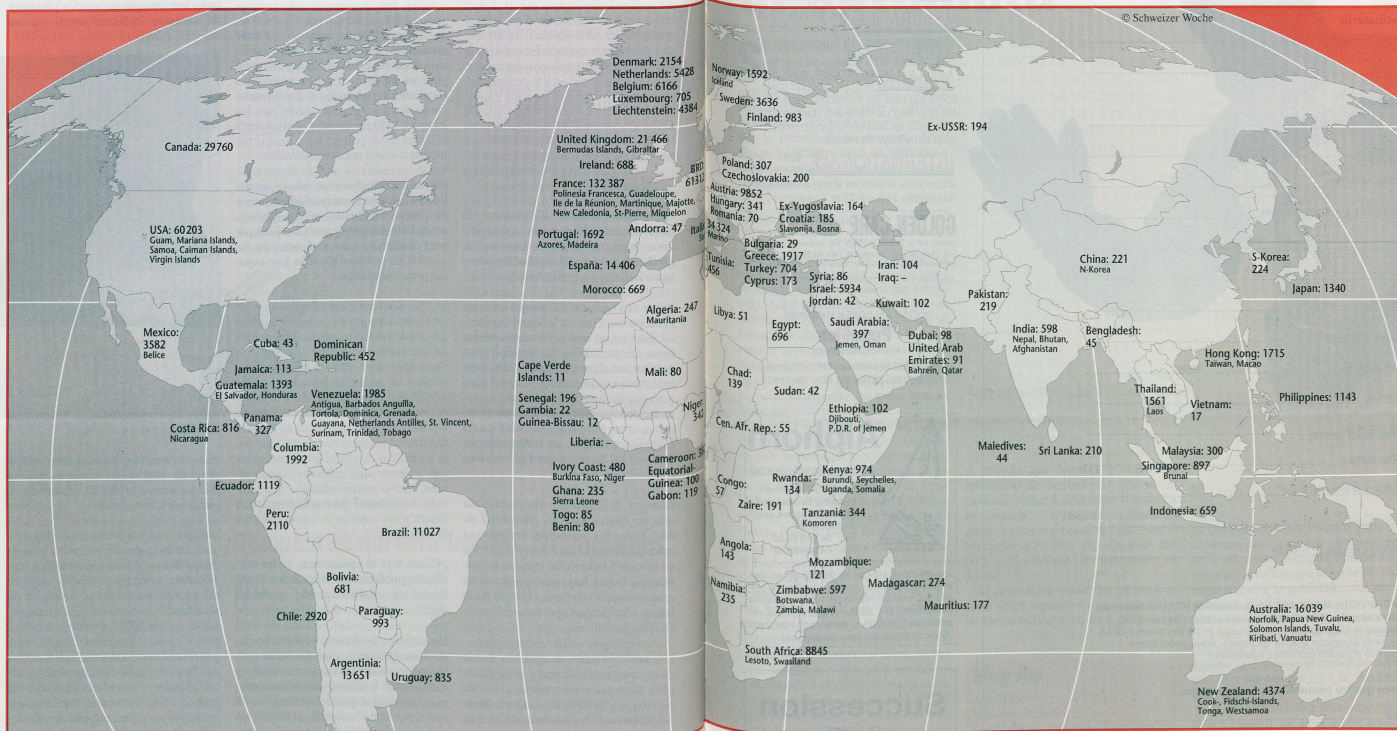 © Schweizer Woche
Denmark: 2154
Netherlands: 5428
Belgium: 6166
Luxembourg: 705
Liechtenstein: 4384
Norway: 1592
Iceland
Sweden: 3636
Finland: 983
Ex-USSR: 194
Canada: 29760
United Kingdom: 21 466
Bermudas Islands, Gibraltar
Ireland: 688
BRD:
61312
France: 132 387
Polinesia Francesca, Guadeloupe,
Ile de la Réunion, Martinique, Majotte,
New Caledonia, St-Pierre, Miquelon
Poland: 307
Czechoslovakia: 200
Austria: 9852
Hungary: 341
Romania: 70
Ex-Yugoslavia: 164
Croatia: 185
Slavonija, Bosna
USA: 60203
Guam, Mariana Islands,
Samoa, Caiman Islands,
Virgin Islands
Portugal: 1692
Azores, Madeira
Andorra: 47
34 324
Marino
España: 14 406
Morocco: 669
Tunisia:
456
Bulgaria: 29
Greece: 1917
Turkey: 704
Cyprus: 173
Syria: 86
Israel: 5934
Jordan: 42
Iran: 104
Iraq: –
Kuwait: 102
Pakistan:
219
China: 221
N-Korea
S-Korea:
224
Japan: 1340
Mexico:
3582
Belice
Cuba: 43
Dominican
Republic: 452
Jamaica: 113
Guatemala: 1393
El Salvador, Honduras
Algeria: 247
Mauritania
Libya: 51
Egypt:
696
Saudi Arabia:
397
Jemen, Oman
Dubai: 98
United Arab
Emirates: 91
Bahrein, Qatar
India: 598
Nepal, Bhutan,
Afghanistan
Bengladesh:
45
Hong Kong: 1715
Taiwan, Macao
Cape Verde
Islands: 11
Mali: 80
Chad:
139
Sudan: 42
Venezuela: 1985
Antigua, Barbados Anguilla,
Tortola, Dominica, Grenada,
Guayana, Netherlands Antilles, St. Vincent,
Surinam, Trinidad, Tobago
Costa Rica: 816
Nicaragua
Panama:
327
Columbia:
1992
Senegal: 196
Gambia: 22
Guinea-Bissau: 12
Niger:
342
Liberia: –
Cen. Afr. Rep.: 55
Ethiopia: 102
Djibouti,
P.D.R. of Jemen
Thailand:
1561
Laos
Vietnam:
17
Philippines: 1143
Maledives:
44
Sri Lanka: 210
Malaysia: 300
Singapore: 897
Brunai
Indonesia: 659
Ecuador: 1119
Peru:
2110
Brazil: 11027
Ivory Coast: 480
Burkina Faso, Niger
Ghana: 235
Sierra Leone
Togo: 85
Benin: 80
Cameroon:
Equatorial-
Guinea: 100
Gabon: 119
Congo:
57
Rwanda:
134
Kenya: 974
Burundi, Seychelles,
Uganda, Somalia
Zaire: 191
Tanzania: 344
Komoren
Angola:
143
Mozambique:
121
Madagascar: 274
Mauritius: 177
Namibia:
235
Zimbabwe: 597
Botswana,
Zambia, Malawi
South Africa: 8845
Lesoto, Swasiland
Bolivia:
681
Chile: 2920
Paraguay:
993
Argentinia:
13 651
Uruguay: 835
Australia: 16 039
Norfolk, Papua New Guinea,
Solomon Islands, Tuvalu,
Kiribati, Vanuatu
New Zealand: 4374
Cook-, Fidschi-Islands,
Tonga, Westsamoa